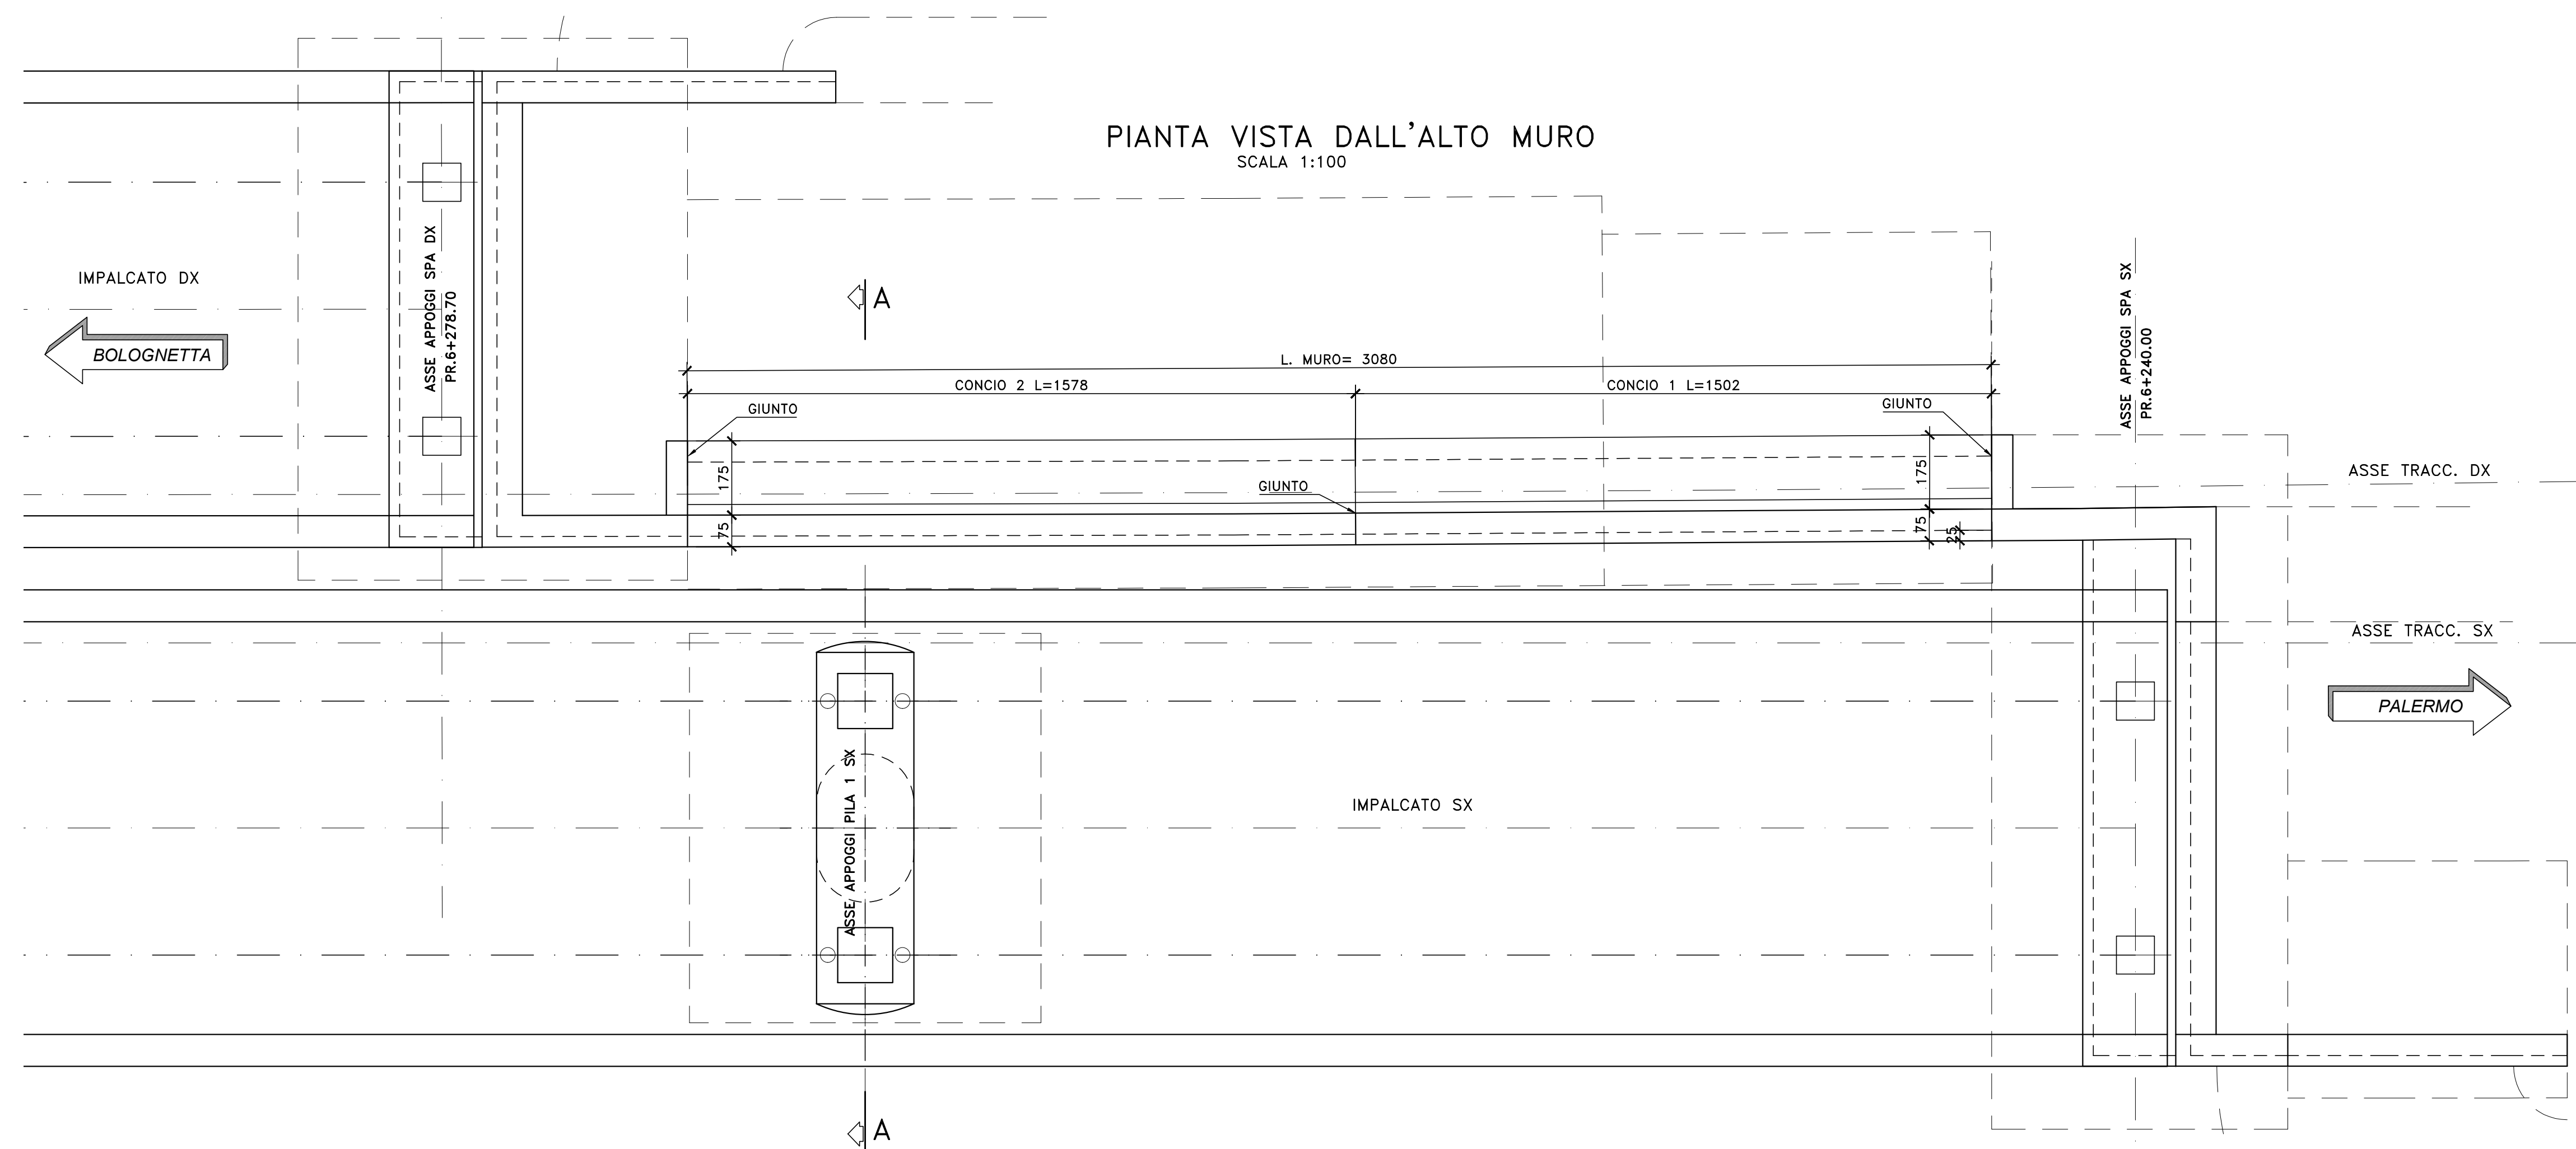 PIANTA VISTA DALL'ALTO MURO
SCALA 1:100
IMPALCATO DX
BOLOGNETTA
ASSE APPOGGI SPA DX
PR.6+278.70
A
L. MURO= 3080
CONCIO 2 L=1578
CONCIO 1 L=1502
GIUNTO
GIUNTO
GIUNTO
175
75
175
75
25
ASSE APPOGGI SPA SX
PR.6+240.00
ASSE TRACC. DX
ASSE TRACC. SX
PALERMO
ASSE APPOGGI PILA 1 SX
IMPALCATO SX
A